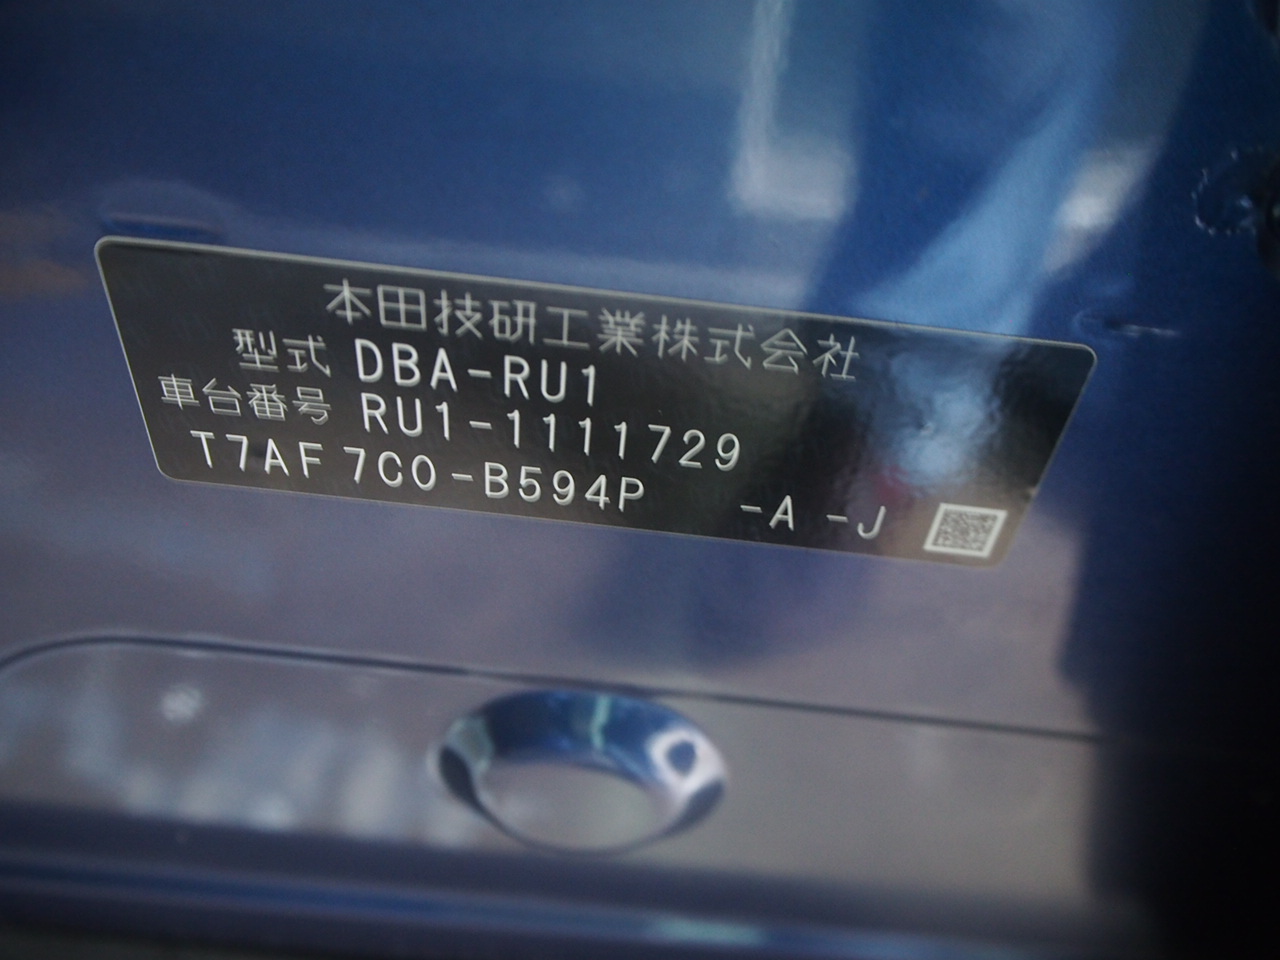 本田技研工業株式会社
型式 DBA-RU1
車台番号 RU1-1111729
T7AF 7C0-B594P -A -J